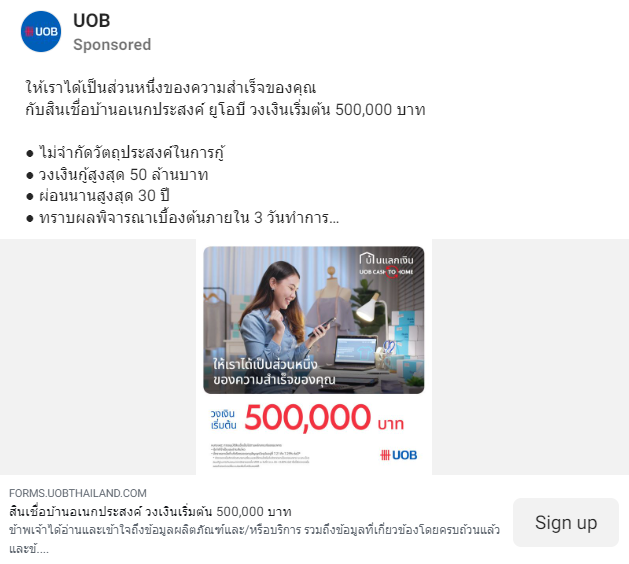 UOB
UOB
Sponsored
ให้เราได้เป็นส่วนหนึ่งของความสำเร็จของคุณ
กับสินเชื่อบ้านอเนกประสงค์ ยูโอบี วงเงินเริ่มต้น 500,000 บาท
● ไม่จำกัดวัตถุประสงค์ในการกู้
● วงเงินกู้สูงสุด 50 ล้านบาท
● ผ่อนนานสูงสุด 30 ปี
● ทราบผลพิจารณาเบื้องต้นภายใน 3 วันทำการ...
บ้านแลกเงิน
UOB CASH TO HOME
ให้เราได้เป็นส่วนหนึ่ง
ของความสำเร็จของคุณ
วงเงิน
เริ่มต้น 500,000 บาท
UOB
FORMS.UOBTHAILAND.COM
สินเชื่อบ้านอเนกประสงค์ วงเงินเริ่มต้น 500,000 บาท
ข้าพเจ้าได้อ่านและเข้าใจถึงข้อมูลผลิตภัณฑ์และ/หรือบริการ รวมถึงข้อมูลที่เกี่ยวข้องโดยครบถ้วนแล้ว
และข้....
Sign up